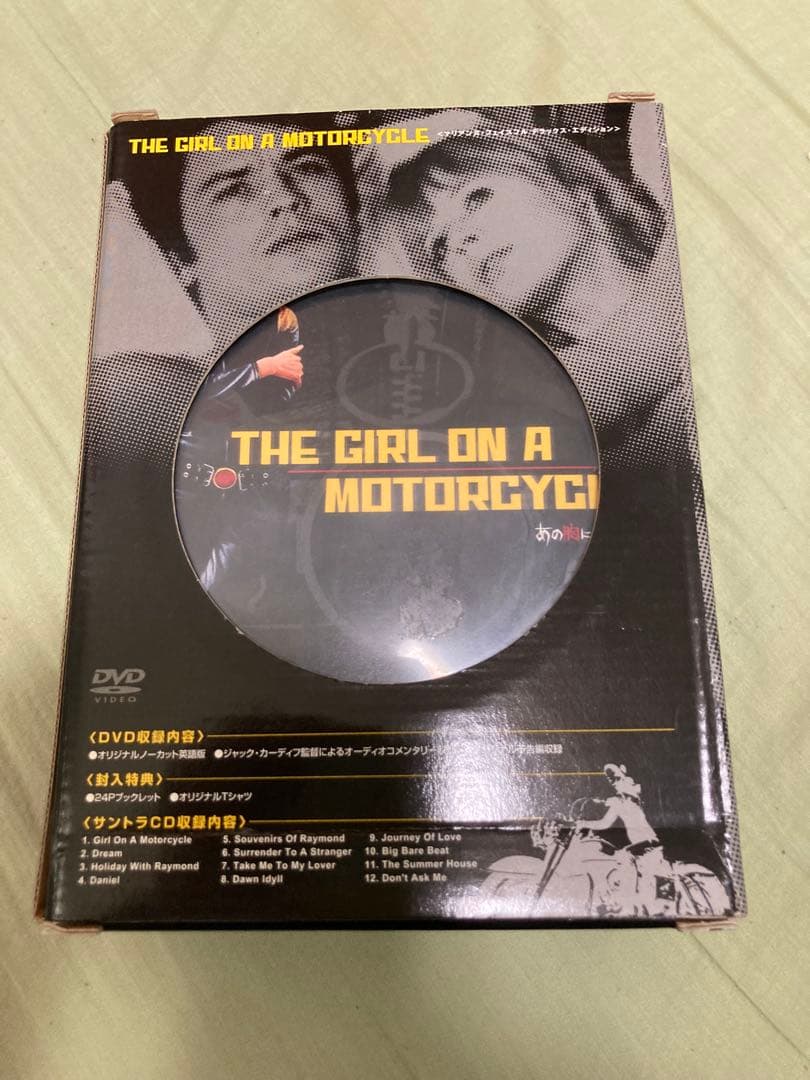 THE GIRL ON A MOTORCYCLE <マリアンヌ・フェイスフル デラックス・エディション>
THE GIRL ON A
MOTORCYCL
あの胸に
DVD
VIDEO
〈DVD収録内容〉
●オリジナルノーカット英語版 ●ジャック・カーディフ監督によるオーディオコメンタリー 予告編収録
〈封入特典〉
●24Pブックレット ●オリジナルTシャツ
〈サントラCD収録内容〉
1. Girl On A Motorcycle 5. Souvenirs Of Raymond 9. Journey Of Love
2. Dream 6. Surrender To A Stranger 10. Big Bare Beat
3. Holiday With Raymond 7. Take Me To My Lover 11. The Summer House
4. Daniel 8. Dawn Idyll 12. Don't Ask Me